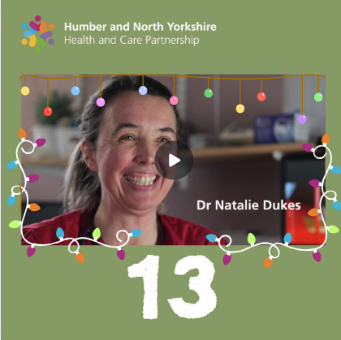 Humber and North Yorkshire
Health and Care Partnership
Dr Natalie Dukes
13